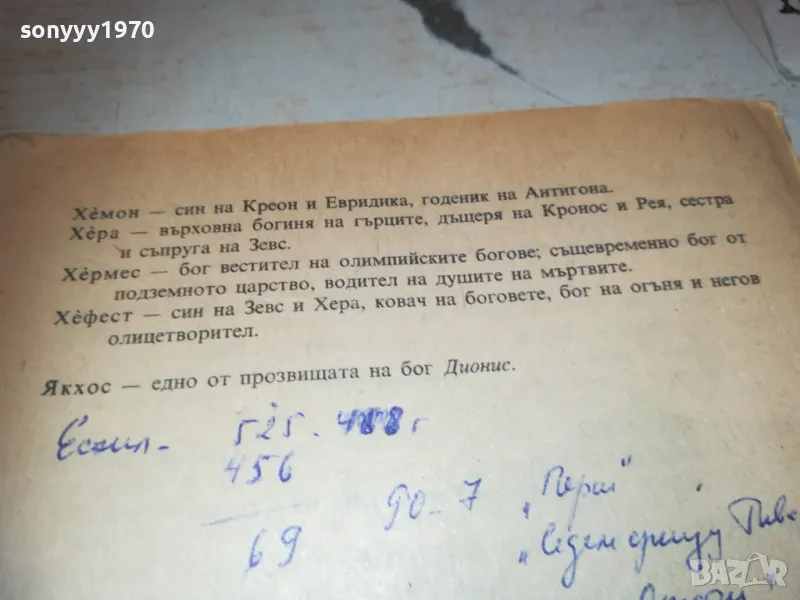 sonyyy1970
Хѐмон — син на Креон и Евридика, годеник на Антигона.
Хѐра — върховна богиня на гърците, дъщеря на Кронос и Рея, сестра
и съпруга на Зевс.
Хѐрмес — бог вестител на олимпийските богове; същевременно бог от
подземното царство, водител на душите на мъртвите.
Хѐфест — син на Зевс и Хера, ковач на боговете, бог на огъня и негов
олицетворител.
Якхос — едно от прозвищата на бог Дионис.
Есхил - 525.
456
69
90 - 7 „Перси"
„Седем срещу Тива
BAZAR